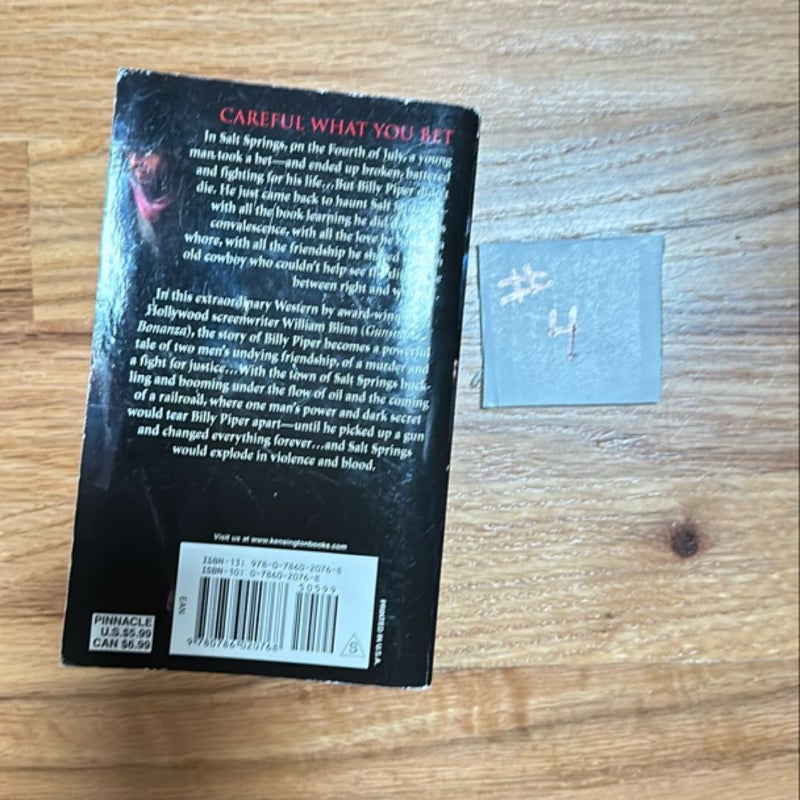 CAREFUL WHAT YOU BET
In Salt Springs, on the Fourth of July, a young
man took a bet—and ended up broken, battered
and fighting for his life...But Billy Piper
die. He just came back to haunt Salt
with all the book learning he did
convalescence, with all the love he
whore, with all the friendship he shared
old cowboy who couldn't help see
between right and
In this extraordinary Western by award-winning
Hollywood screenwriter William Blinn (Gunsmoke,
Bonanza), the story of Billy Piper becomes a powerful
tale of two men's undying friendship, of a murder and
a fight for justice...With the town of Salt Springs buck-
ling and booming under the flow of oil and the coming
of a railroad, where one man's power and dark secret
would tear Billy Piper apart—until he picked up a gun
and changed everything forever...and Salt Springs
would explode in violence and blood.
Visit us at www.kensingtonbooks.com
ISBN-13: 978-0-7860-2076-8
ISBN-10: 0-7860-2076-8
50599
EAN
9 780786 020768
S
PRINTED IN U.S.A.
PINNACLE
U.S.$5.99
CAN $6.99
#
4